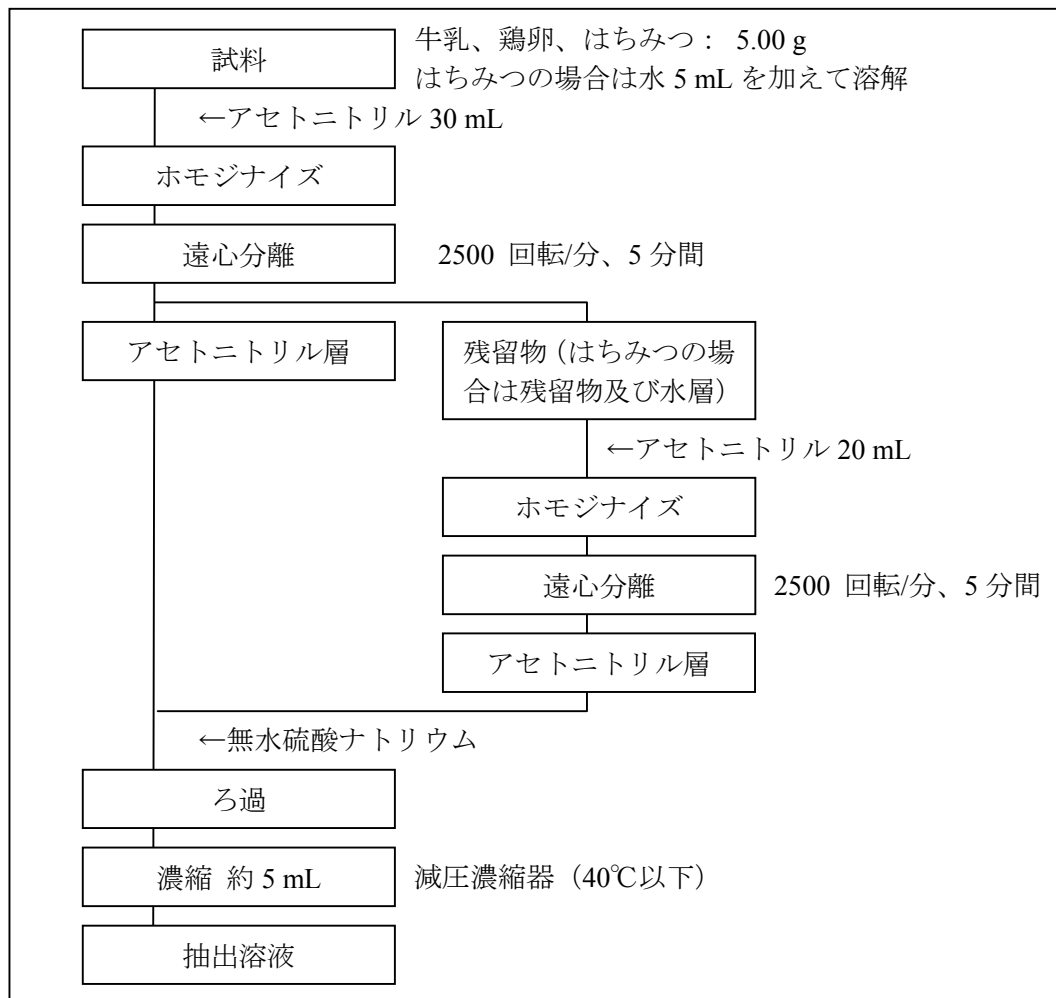 試料
牛乳、鶏卵、はちみつ： 5.00 g
はちみつの場合は水 5 mL を加えて溶解
←アセトニトリル 30 mL
ホモジナイズ
遠心分離
2500 回転/分、5 分間
アセトニトリル層
残留物（はちみつの場
合は残留物及び水層）
←アセトニトリル 20 mL
ホモジナイズ
遠心分離
2500 回転/分、5 分間
アセトニトリル層
←無水硫酸ナトリウム
ろ過
濃縮 約 5 mL
減圧濃縮器（40℃以下）
抽出溶液